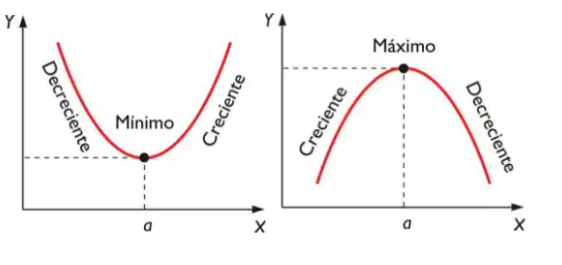 Y
Decreciente
Mínimo
Creciente
a
X
Y
Máximo
Creciente
Decreciente
a
X